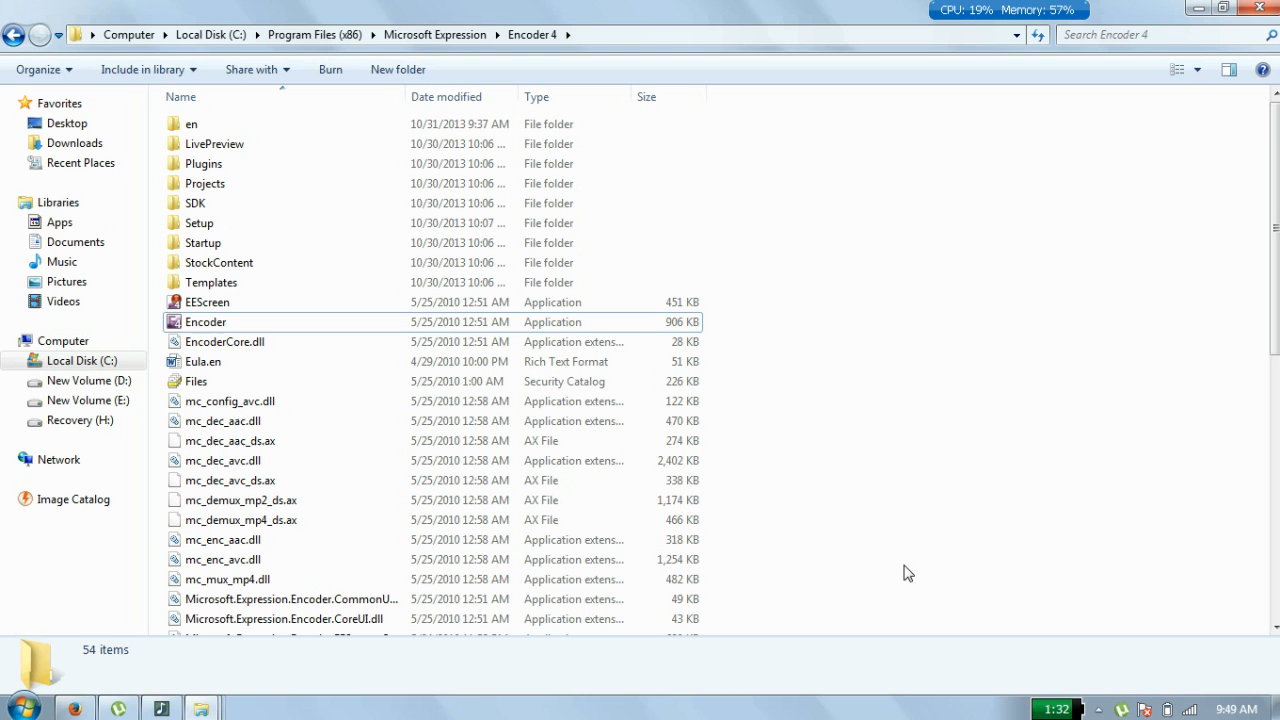 CPU: 19% Memory: 57%
Computer Local Disk (C:) Program Files (x86) Microsoft Expression Encoder 4
Search Encoder 4
Organize Include in library Share with Burn New folder
Name Date modified Type Size
Favorites
Desktop
Downloads
Recent Places
Libraries
Apps
Documents
Music
Pictures
Videos
Computer
Local Disk (C:)
New Volume (D:)
New Volume (E:)
Recovery (H:)
Network
Image Catalog
en 10/31/2013 9:37 AM File folder
LivePreview 10/30/2013 10:06 ... File folder
Plugins 10/30/2013 10:06 ... File folder
Projects 10/30/2013 10:06 ... File folder
SDK 10/30/2013 10:06 ... File folder
Setup 10/30/2013 10:07 ... File folder
Startup 10/30/2013 10:06 ... File folder
StockContent 10/30/2013 10:06 ... File folder
Templates 10/30/2013 10:06 ... File folder
EEScreen 5/25/2010 12:51 AM Application 451 KB
Encoder 5/25/2010 12:51 AM Application 906 KB
EncoderCore.dll 5/25/2010 12:51 AM Application extens... 28 KB
Eula.en 4/29/2010 10:00 PM Rich Text Format 51 KB
Files 5/25/2010 1:00 AM Security Catalog 226 KB
mc_config_avc.dll 5/25/2010 12:58 AM Application extens... 122 KB
mc_dec_aac.dll 5/25/2010 12:58 AM Application extens... 470 KB
mc_dec_aac_ds.ax 5/25/2010 12:58 AM AX File 274 KB
mc_dec_avc.dll 5/25/2010 12:58 AM Application extens... 2,402 KB
mc_dec_avc_ds.ax 5/25/2010 12:58 AM AX File 338 KB
mc_demux_mp2_ds.ax 5/25/2010 12:58 AM AX File 1,174 KB
mc_demux_mp4_ds.ax 5/25/2010 12:58 AM AX File 466 KB
mc_enc_aac.dll 5/25/2010 12:58 AM Application extens... 318 KB
mc_enc_avc.dll 5/25/2010 12:58 AM Application extens... 1,254 KB
mc_mux_mp4.dll 5/25/2010 12:58 AM Application extens... 482 KB
Microsoft.Expression.Encoder.CommonU... 5/25/2010 12:51 AM Application extens... 49 KB
Microsoft.Expression.Encoder.CoreUI.dll 5/25/2010 12:51 AM Application extens... 43 KB
54 items
1:32
9:49 AM